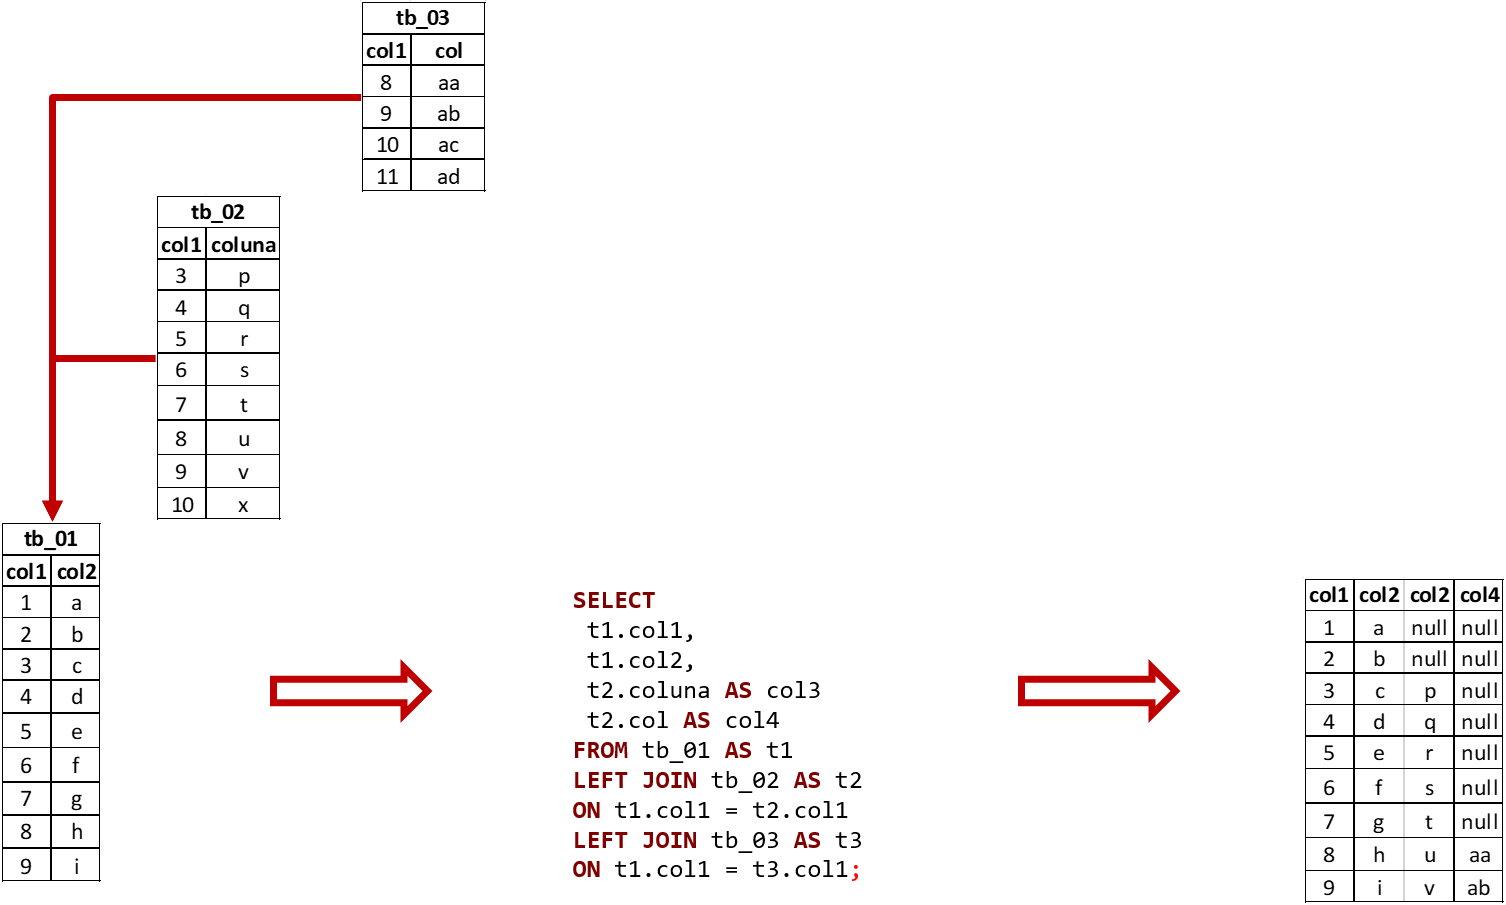 tb_03
col1 col
8 aa
9 ab
10 ac
11 ad
tb_02
col1 coluna
3 p
4 q
5 r
6 s
7 t
8 u
9 v
10 x
tb_01
col1 col2
1 a
2 b
3 c
4 d
5 e
6 f
7 g
8 h
9 i
SELECT
t1.col1,
t1.col2,
t2.coluna AS col3
t2.col AS col4
FROM tb_01 AS t1
LEFT JOIN tb_02 AS t2
ON t1.col1 = t2.col1
LEFT JOIN tb_03 AS t3
ON t1.col1 = t3.col1;
col1 col2 col2 col4
1 a null null
2 b null null
3 c p null
4 d q null
5 e r null
6 f s null
7 g t null
8 h u aa
9 i v ab